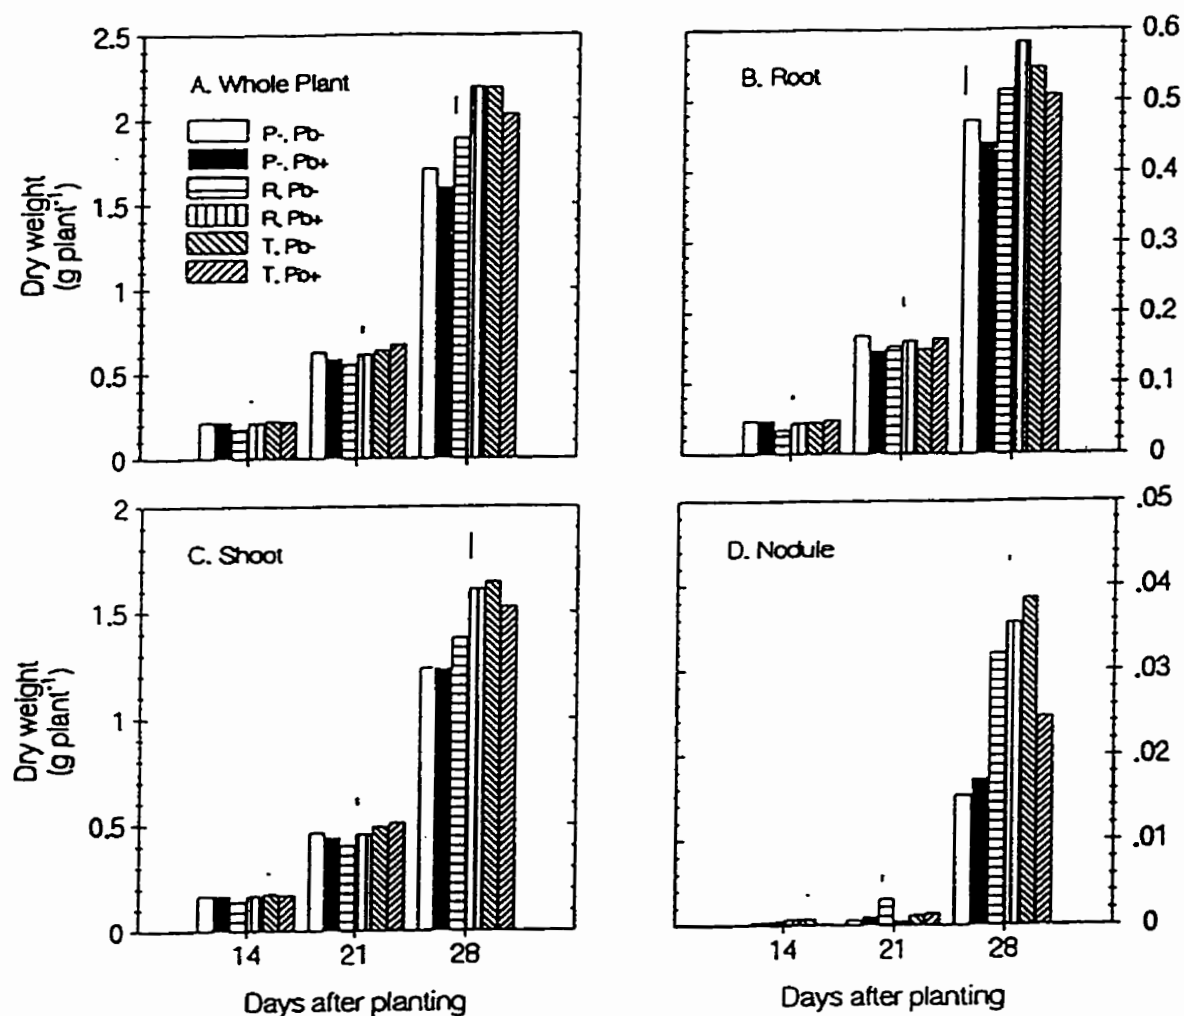 2.5
2
1.5
1
0.5
0
Dry weight
(g plant⁻¹)
A. Whole Plant
P-, Pb-
P-, Pb+
R, Pb-
R, Pb+
T, Pb-
T, Pb+
B. Root
0.6
0.5
0.4
0.3
0.2
0.1
0
2
1.5
1
0.5
0
Dry weight
(g plant⁻¹)
C. Shoot
14
21
28
Days after planting
D. Nodule
.05
.04
.03
.02
.01
0
14
21
28
Days after planting